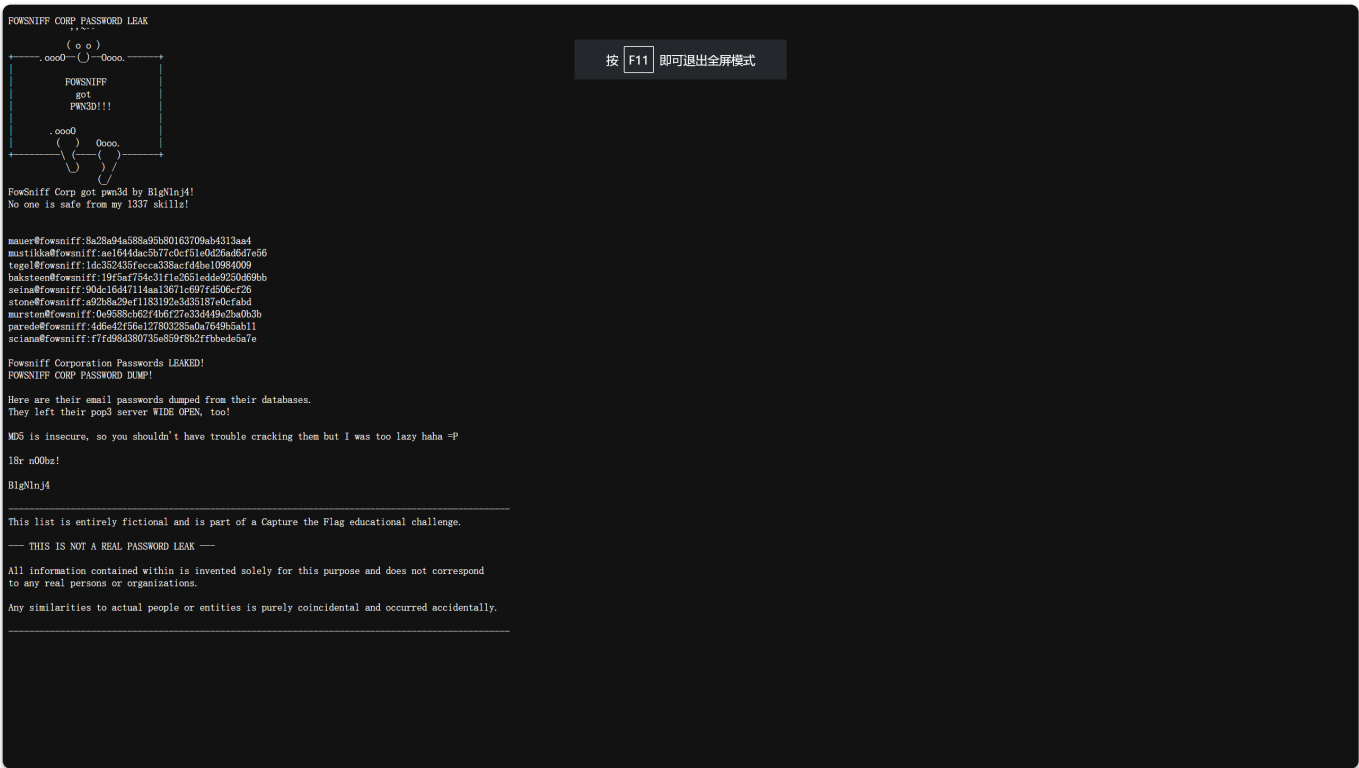 FOWSNIFF CORP PASSWORD LEAK
''~``
( o o )
+-----.oooO--(_)--Oooo.------+
| |
| FOWSNIFF |
| got |
| PWN3D!!! |
| |
| .oooO |
| ( ) Oooo. |
+---------\ (----( )-------+
\_) ) /
(_/
按 F11 即可退出全屏模式
FowSniff Corp got pwn3d by B1gN1nj4!
No one is safe from my 1337 skillz!
mauer@fowsniff:8a28a94a588a95b80163709ab4313aa4
mustikka@fowsniff:ae1644dac5b77c0cf51e0d26ad6d7e56
tegel@fowsniff:1dc352435fecca338acfd4be10984009
baksteen@fowsniff:19f5af754c31f1e2651edde9250d69bb
seina@fowsniff:90dc16d47114aa13671c697fd506cf26
stone@fowsniff:a92b8a29ef1183192e3d35187e0cfabd
mursten@fowsniff:0e9588cb62f4b6f27e33d449e2ba0b3b
parede@fowsniff:4d6e42f56e127803285a0a7649b5ab11
sciana@fowsniff:f7fd98d380735e859f8b2ffbbede5a7e
Fowsniff Corporation Passwords LEAKED!
FOWSNIFF CORP PASSWORD DUMP!
Here are their email passwords dumped from their databases.
They left their pop3 server WIDE OPEN, too!
MD5 is insecure, so you shouldn't have trouble cracking them but I was too lazy haha =P
l8r n00bz!
B1gN1nj4
This list is entirely fictional and is part of a Capture the Flag educational challenge.
--- THIS IS NOT A REAL PASSWORD LEAK ---
All information contained within is invented solely for this purpose and does not correspond
to any real persons or organizations.
Any similarities to actual people or entities is purely coincidental and occurred accidentally.